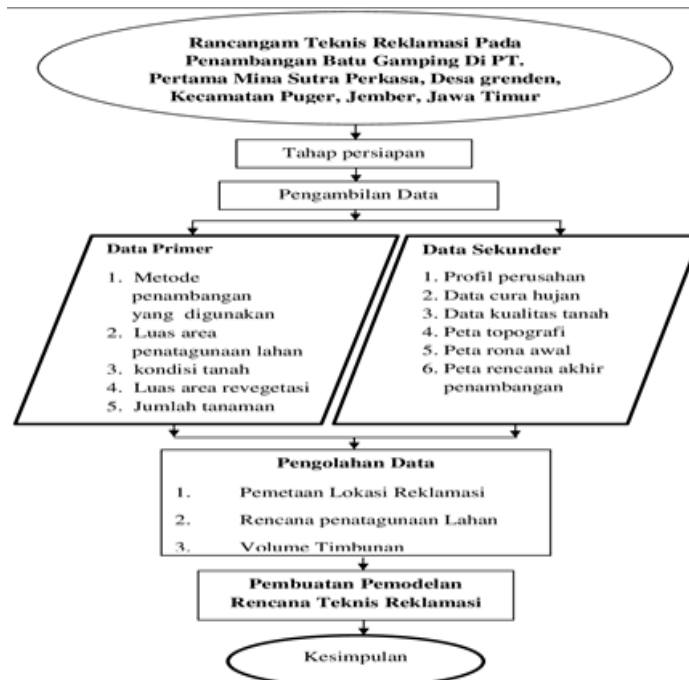 Rancangam Teknis Reklamasi Pada
Penambangan Batu Gamping Di PT.
Pertama Mina Sutra Perkasa, Desa grenden,
Kecamatan Puger, Jember, Jawa Timur
Tahap persiapan
Pengambilan Data
Data Primer
1. Metode
penambangan
yang digunakan
2. Luas area
penatagunaan lahan
3. kondisi tanah
4. Luas area revegetasi
5. Jumlah tanaman
Data Sekunder
1. Profil perusahan
2. Data cura hujan
3. Data kualitas tanah
4. Peta topografi
5. Peta rona awal
6. Peta rencana akhir
penambangan
Pengolahan Data
1. Pemetaan Lokasi Reklamasi
2. Rencana penatagunaan Lahan
3. Volume Timbunan
Pembuatan Pemodelan
Rencana Teknis Reklamasi
Kesimpulan